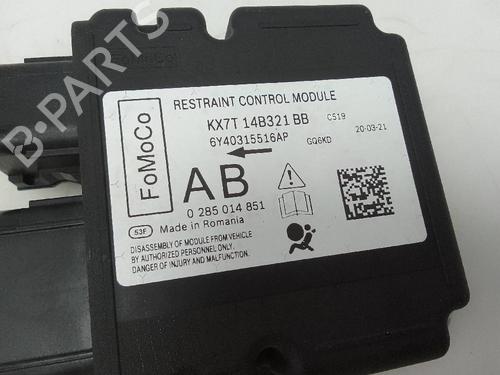 B-PARTS
FoMoCo
RESTRAINT CONTROL MODULE
KX7T 14B321 BB C519
6Y40315516AP GQ6KD 20-03-21
AB
0 285 014 851
53F Made in Romania
DISASSEMBLY OF MODULE FROM VEHICLE
BY AUTHORIZED PERSONNEL ONLY.
DANGER OF INJURY AND MALFUNCTION.